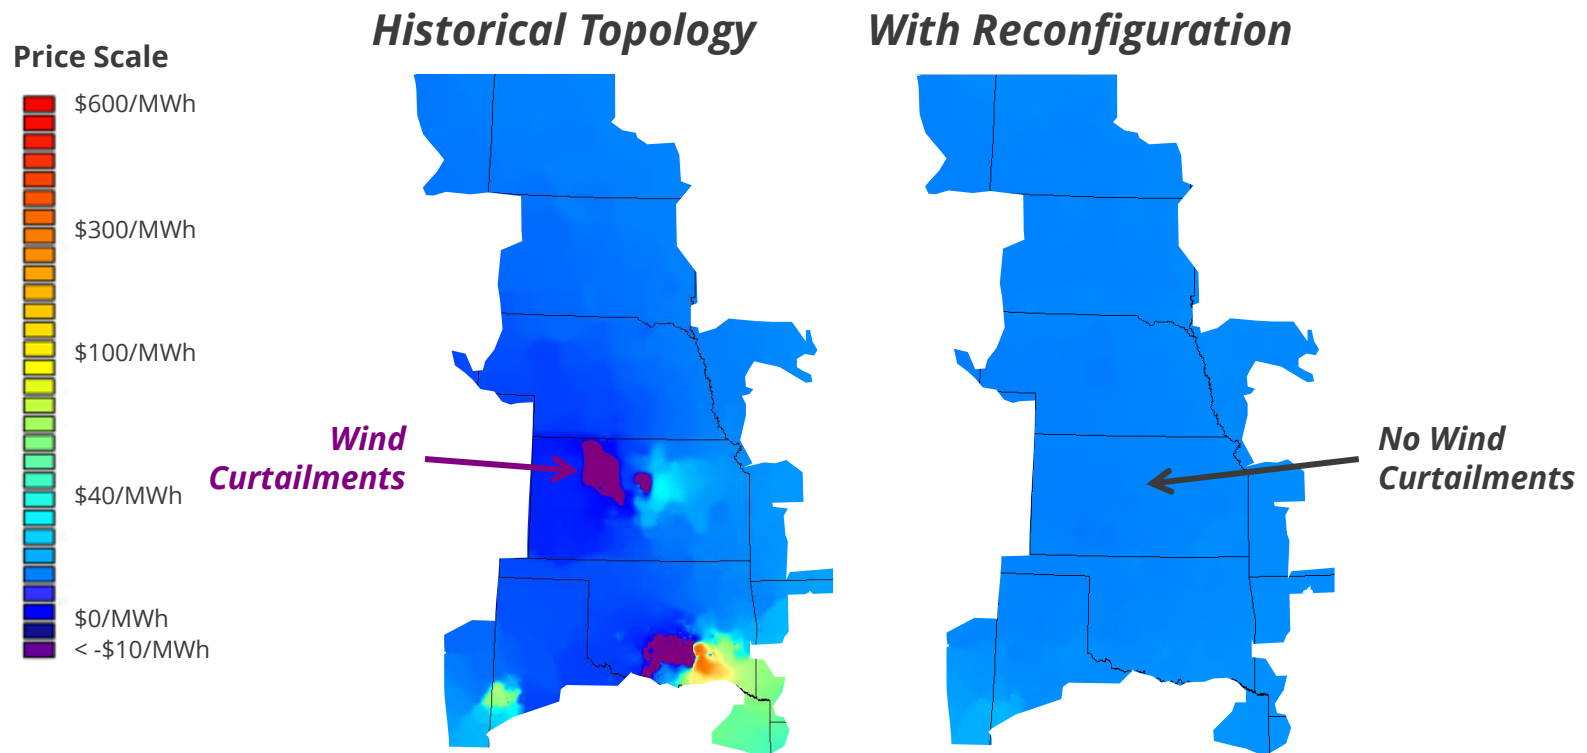 Historical Topology
With Reconfiguration
Price Scale
$600/MWh
$300/MWh
$100/MWh
$40/MWh
$0/MWh
< -$10/MWh
Wind
Curtailments
No Wind
Curtailments